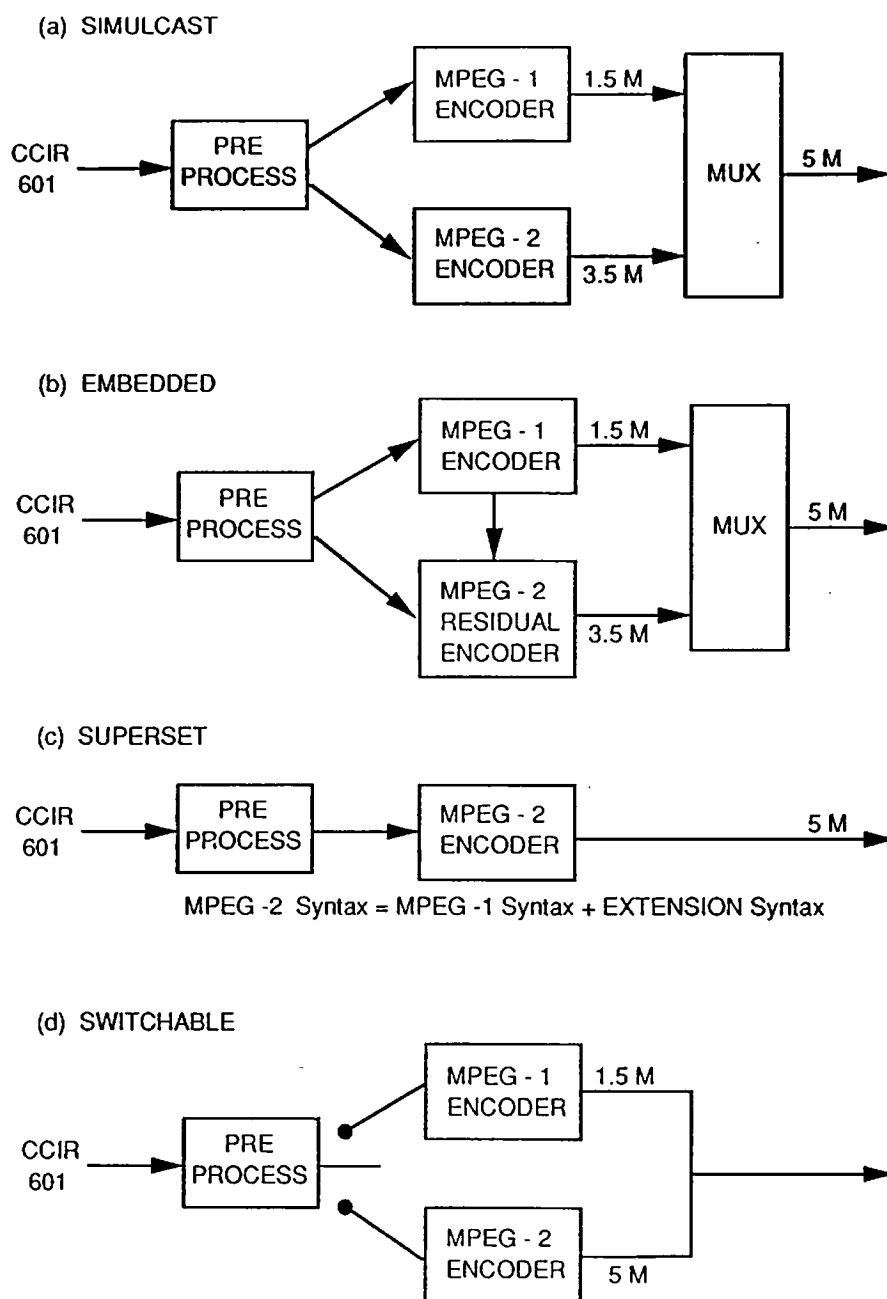 (a) SIMULCAST
CCIR
601
PRE
PROCESS
MPEG - 1
ENCODER
1.5 M
MPEG - 2
ENCODER
3.5 M
MUX
5 M
(b) EMBEDDED
CCIR
601
PRE
PROCESS
MPEG - 1
ENCODER
1.5 M
MPEG - 2
RESIDUAL
ENCODER
3.5 M
MUX
5 M
(c) SUPERSET
CCIR
601
PRE
PROCESS
MPEG - 2
ENCODER
5 M
MPEG -2 Syntax = MPEG -1 Syntax + EXTENSION Syntax
(d) SWITCHABLE
CCIR
601
PRE
PROCESS
MPEG - 1
ENCODER
1.5 M
MPEG - 2
ENCODER
5 M